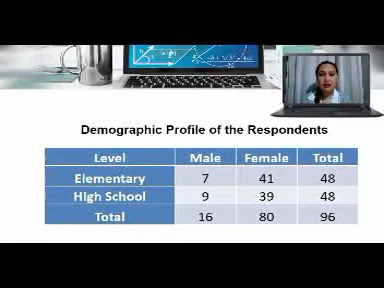 Demographic Profile of the Respondents
Level Male Female Total
Elementary 7 41 48
High School 9 39 48
Total 16 80 96